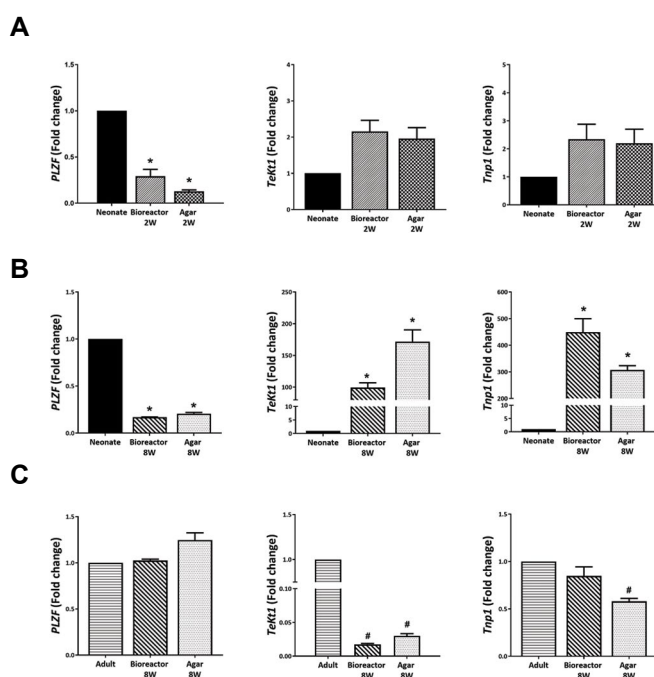 A
PLZF (Fold change)
1.5
1.0
0.5
0.0
*
*
Neonate Bioreactor 2W Agar 2W
TeKt1 (Fold change)
4
3
2
1
0
Neonate Bioreactor 2W Agar 2W
Tnp1 (Fold change)
5
4
3
2
1
0
Neonate Bioreactor 2W Agar 2W
B
PLZF (Fold change)
1.5
1.0
0.5
0.0
*
*
Neonate Bioreactor 8W Agar 8W
TeKt1 (Fold change)
250
200
150
100
50
10
5
0
*
*
Neonate Bioreactor 8W Agar 8W
Tnp1 (Fold change)
600
500
400
300
200
10
5
0
*
*
Neonate Bioreactor 8W Agar 8W
C
PLZF (Fold change)
1.5
1.0
0.5
0.0
Adult Bioreactor 8W Agar 8W
TeKt1 (Fold change)
1.5
1.0
0.10
0.05
0.00
#
#
Adult Bioreactor 8W Agar 8W
Tnp1 (Fold change)
1.5
1.0
0.5
0.0
#
Adult Bioreactor 8W Agar 8W